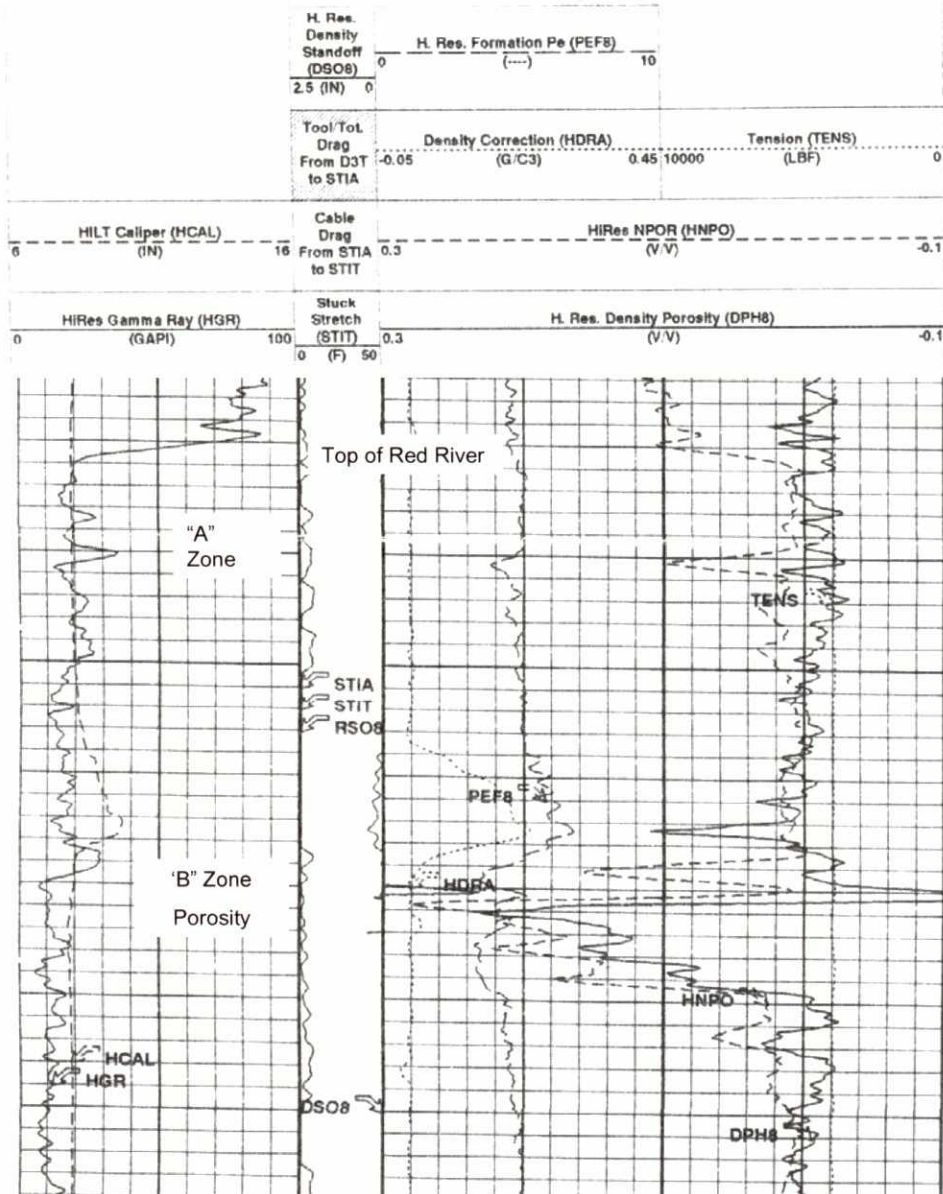 H. Res.
Density
Standoff
(DSO8)
2.5 (IN) 0
H. Res. Formation Pe (PEF8)
0 (----) 10
Tool/Tot.
Drag
From D3T
to STIA
Density Correction (HDRA)
-0.05 (G/C3) 0.45
Tension (TENS)
10000 (LBF) 0
HILT Caliper (HCAL)
6 (IN) 16
Cable
Drag
From STIA
to STIT
HiRes NPOR (HNPO)
0.3 (V/V) -0.1
HiRes Gamma Ray (HGR)
0 (GAPI) 100
Stuck
Stretch
(STIT)
0 (F) 50
H. Res. Density Porosity (DPH8)
0.3 (V/V) -0.1
Top of Red River
"A"
Zone
TENS
STIA
STIT
RSO8
PEF8
'B" Zone
Porosity
HDRA
HNPO
HCAL
HGR
DSO8
DPH8